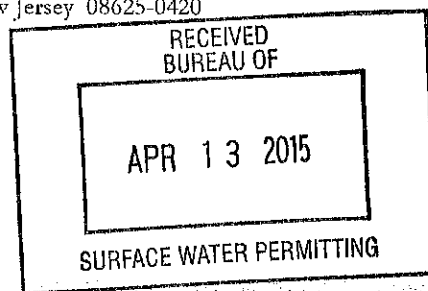 Jersey 08625-0420
RECEIVED
BUREAU OF
APR 13 2015
SURFACE WATER PERMITTING